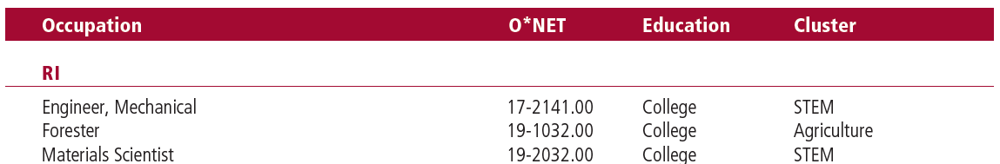 Occupation O*NET Education Cluster
RI
Engineer, Mechanical 17-2141.00 College STEM
Forester 19-1032.00 College Agriculture
Materials Scientist 19-2032.00 College STEM